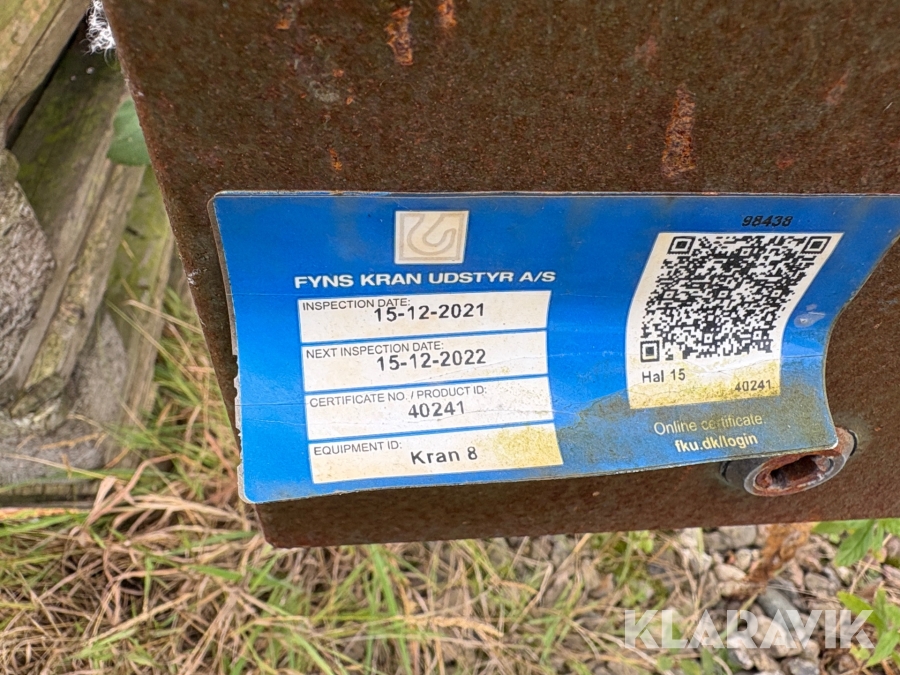 98438
FYNS KRAN UDSTYR A/S
INSPECTION DATE:
15-12-2021
NEXT INSPECTION DATE:
15-12-2022
CERTIFICATE NO. / PRODUCT ID:
40241
EQUIPMENT ID:
Kran 8
Hal 15
40241
Online certificate:
fku.dk/login
KLARAVIK